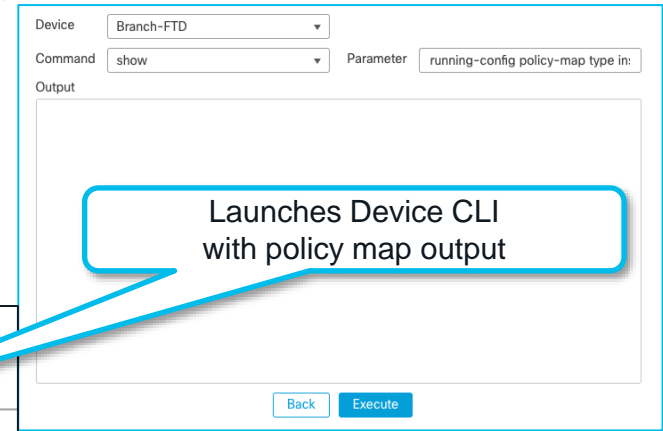 Device Branch-FTD
Command show Parameter running-config policy-map type in
Output
Launches Device CLI
with policy map output
Back Execute